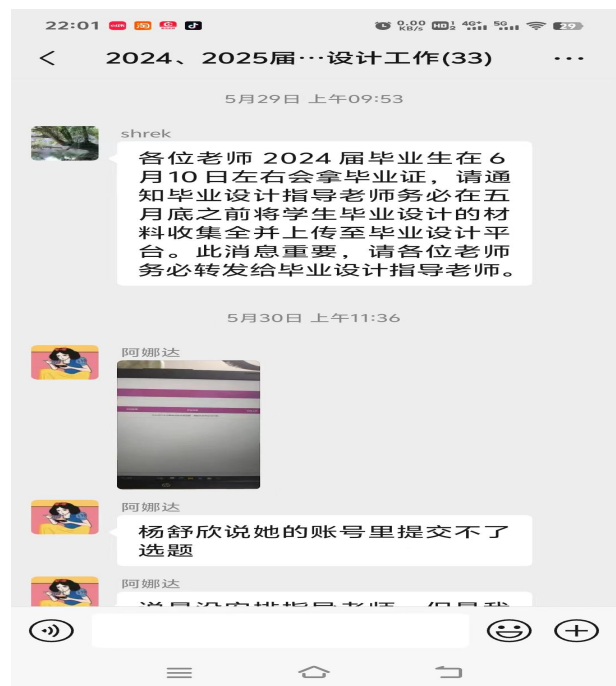 22:01
0.00 KB/s HD 1 2 4G+ 5G 29
2024、2025届…设计工作(33)
5月29日 上午09:53
shrek
各位老师 2024 届毕业生在 6
月10 日左右会拿毕业证，请通
知毕业设计指导老师务必在五
月底之前将学生毕业设计的材
料收集全并上传至毕业设计平
台。此消息重要，请各位老师
务必转发给毕业设计指导老师。
5月30日 上午11:36
阿娜达
阿娜达
杨舒欣说她的账号里提交不了
选题
阿娜达